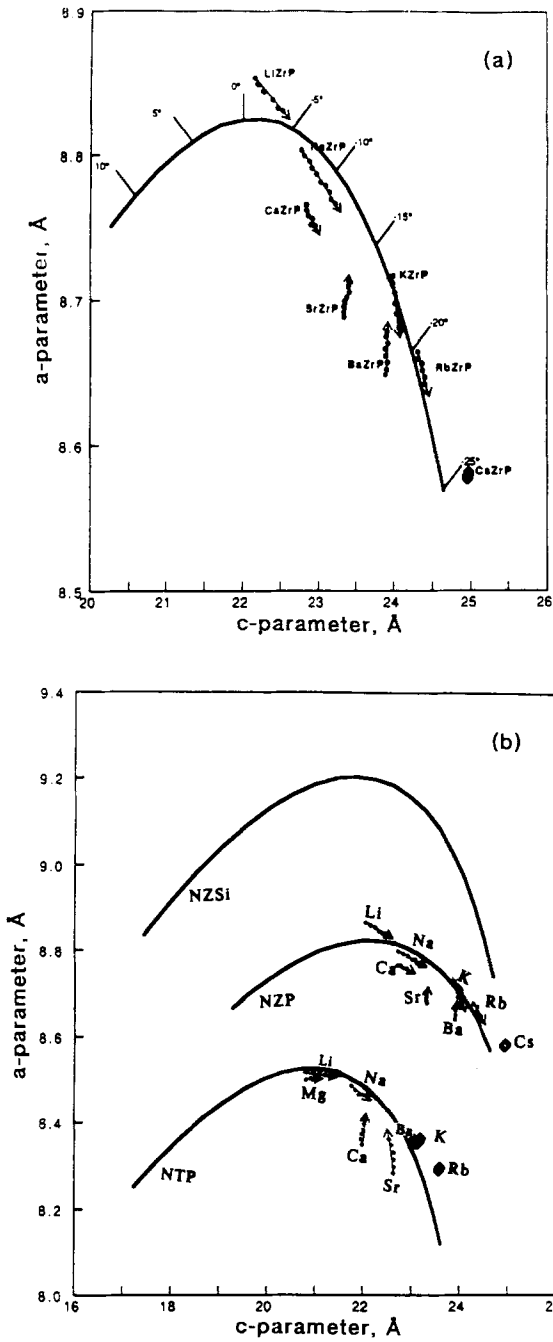 (a)
8.9
8.8
8.7
8.6
8.5
a-parameter, Å
LiZrP
0°
-5°
5°
-10°
10°
CaZrP
-15°
KZrP
SrZrP
-20°
BaZrP
RbZrP
-25°
CsZrP
20 21 22 23 24 25 26
c-parameter, Å
(b)
9.4
9.2
9.0
8.8
8.6
8.4
8.2
8.0
a-parameter, Å
NZSi
Li
Na
Ca
K
NZP
Sr
Rb
Ba
Cs
Li
Na
Mg
Ba
K
Ca
Rb
NTP
Sr
16 18 20 22 24
c-parameter, Å